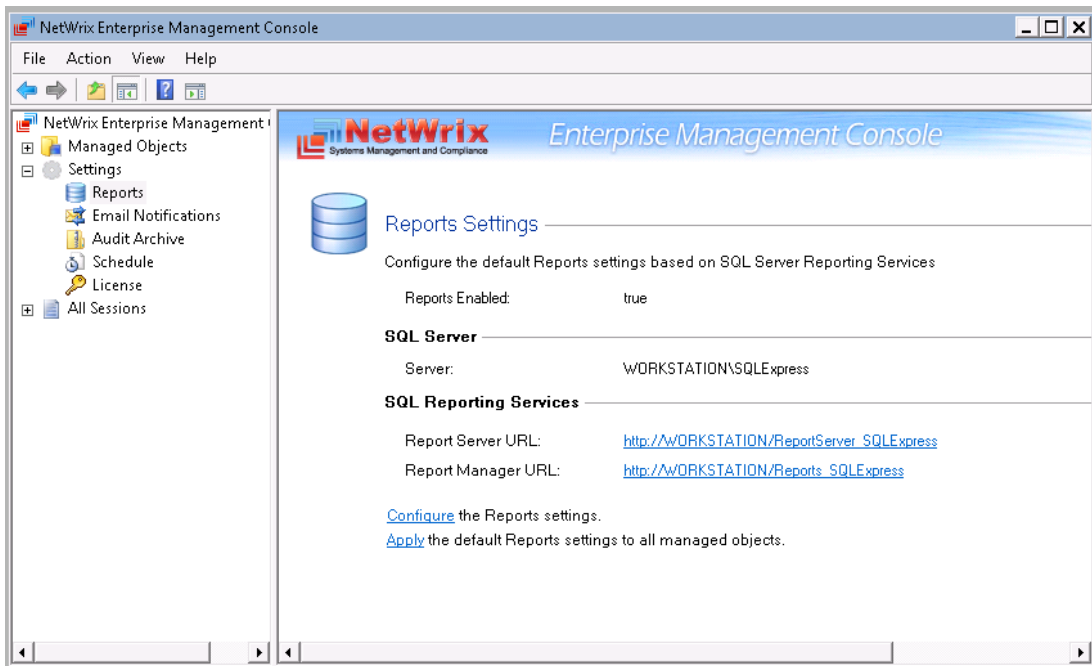 NetWrix Enterprise Management Console
File Action View Help
NetWrix Enterprise Management
Managed Objects
Settings
Reports
Email Notifications
Audit Archive
Schedule
License
All Sessions
NetWrix
Systems Management and Compliance
Enterprise Management Console
Reports Settings
Configure the default Reports settings based on SQL Server Reporting Services
Reports Enabled: true
SQL Server
Server: WORKSTATION\SQLExpress
SQL Reporting Services
Report Server URL: http://WORKSTATION/ReportServer_SQLExpress
Report Manager URL: http://WORKSTATION/Reports_SQLExpress
Configure the Reports settings.
Apply the default Reports settings to all managed objects.